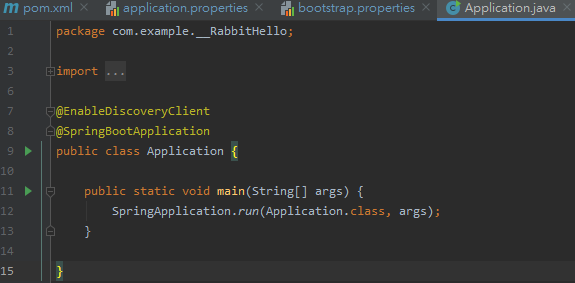 pom.xml application.properties bootstrap.properties Application.java
1 package com.example.__RabbitHello;
2
3 import ...
6
7 @EnableDiscoveryClient
8 @SpringBootApplication
9 public class Application {
10
11 public static void main(String[] args) {
12 SpringApplication.run(Application.class, args);
13 }
14
15 }